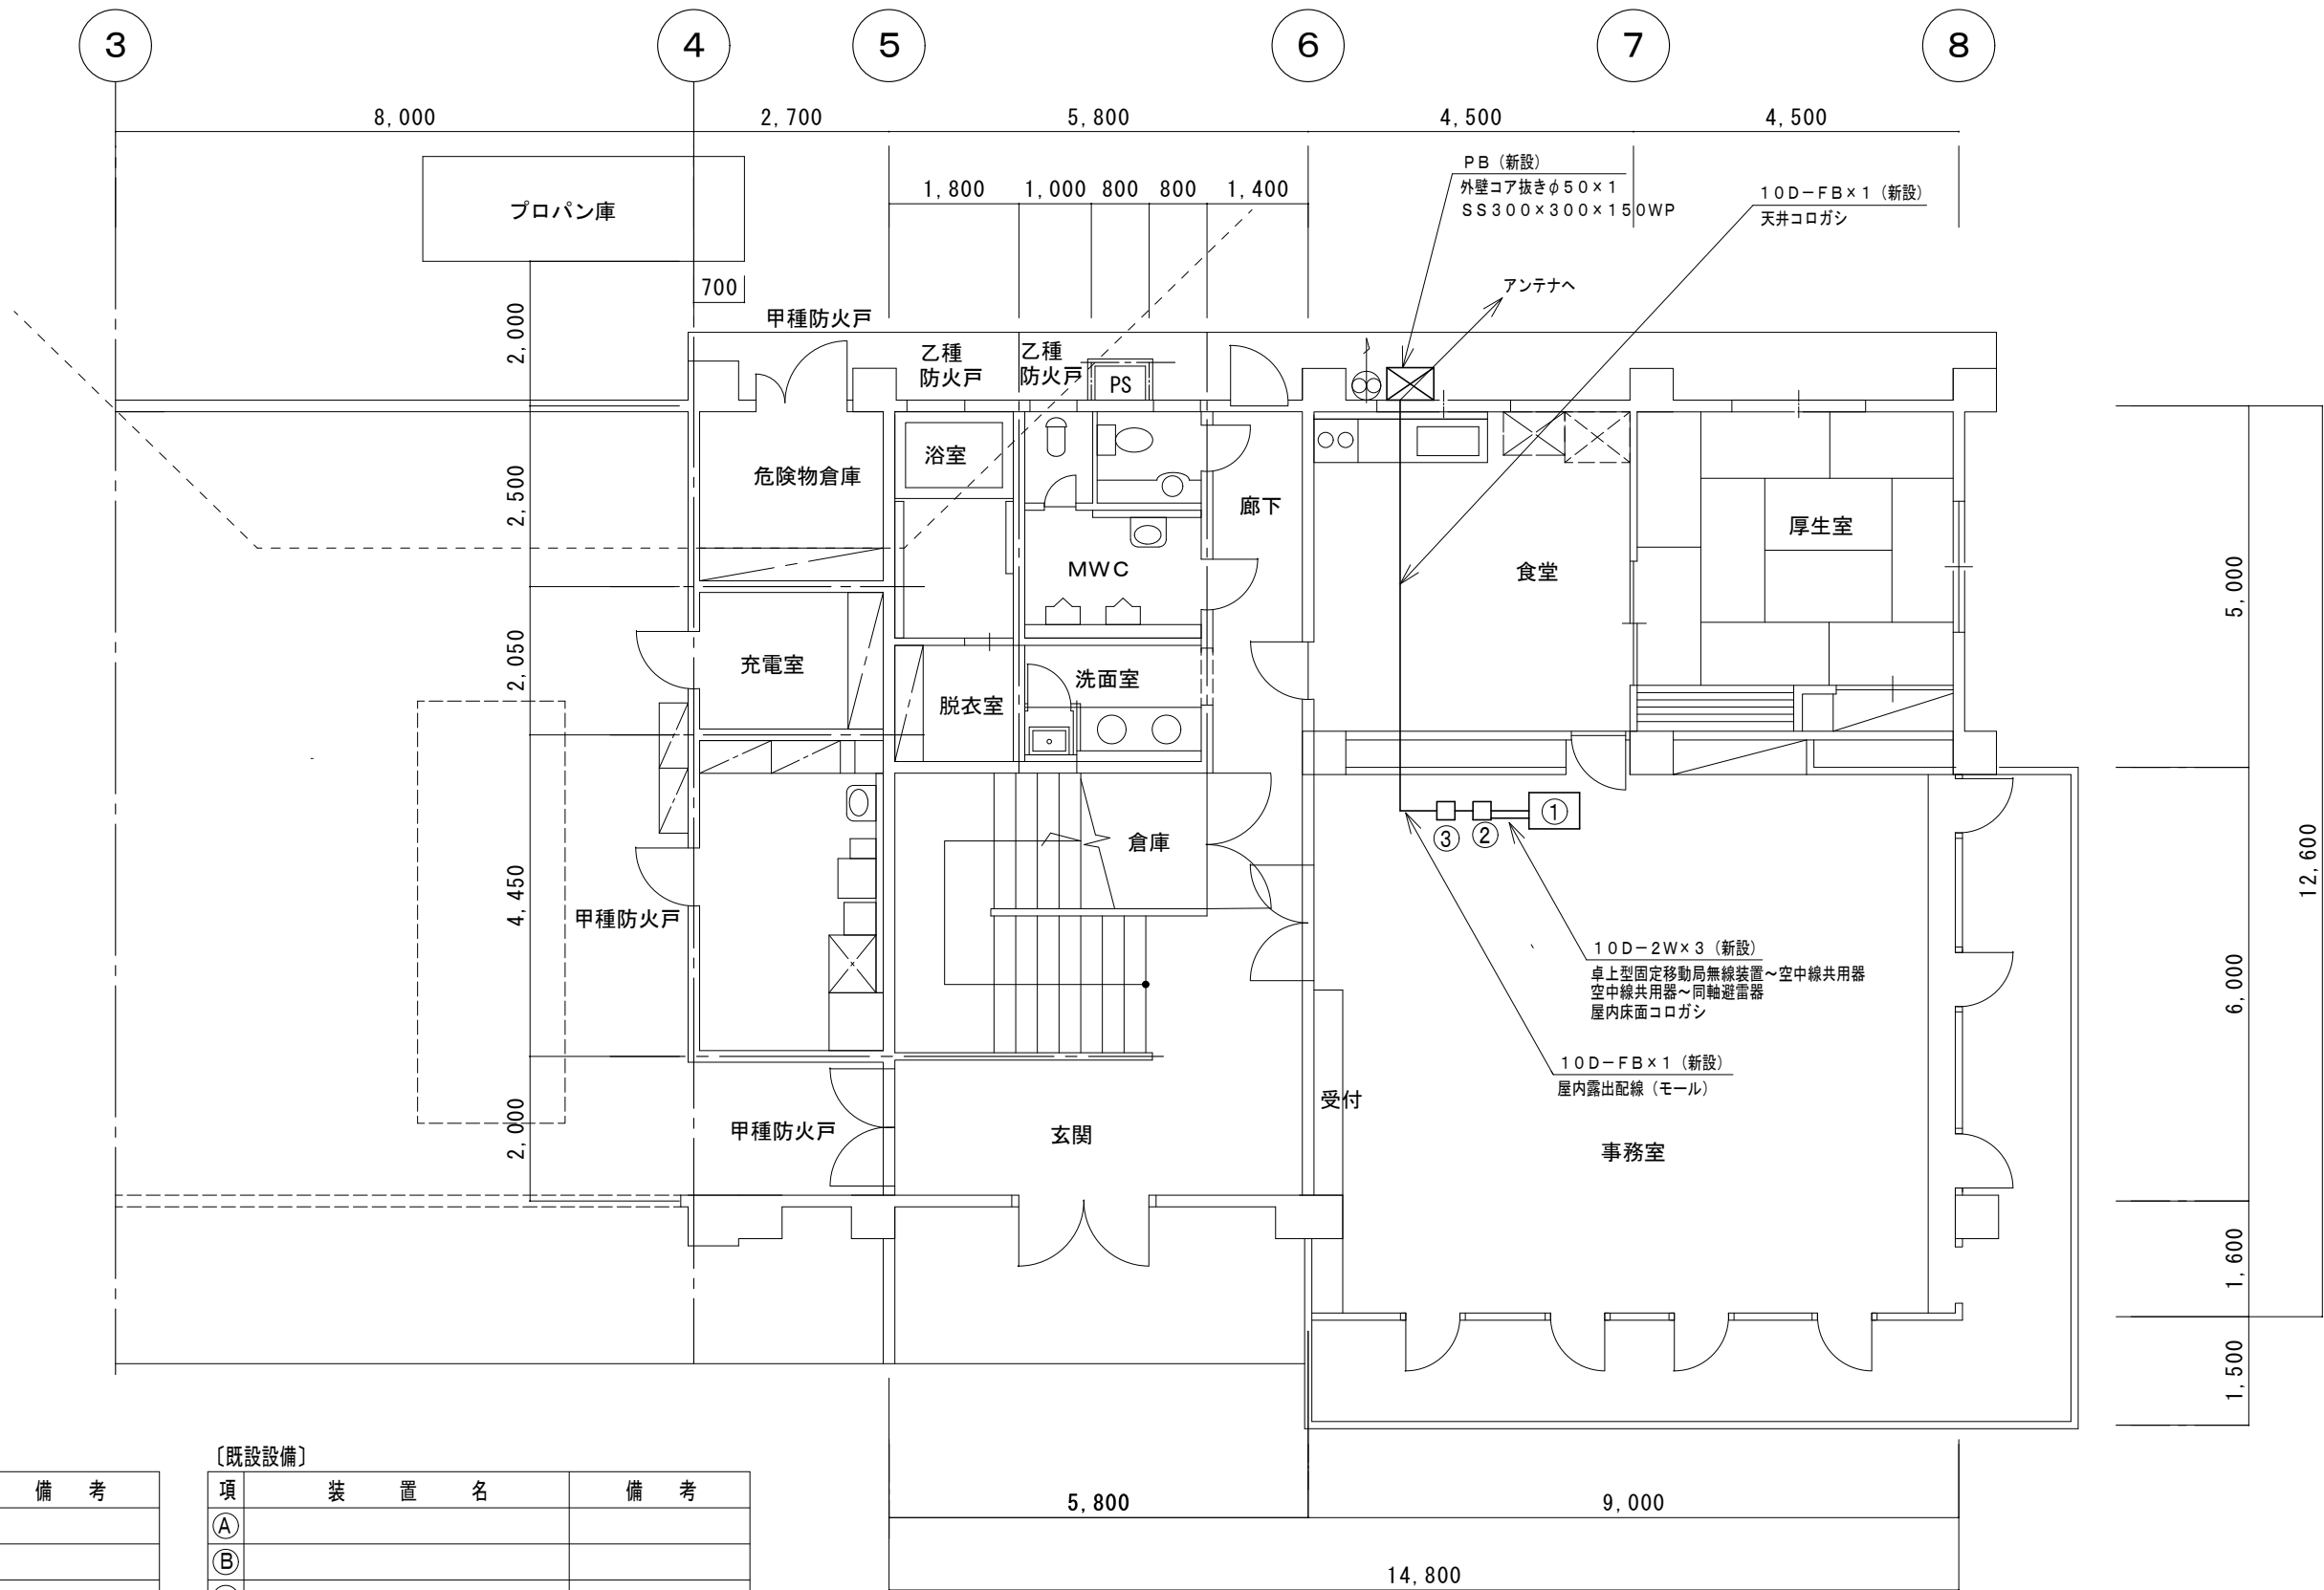 3
4
5
6
7
8
8,000
2,700
5,800
4,500
4,500
PB（新設）
外壁コア抜きφ50×1
SS300×300×150WP
10D-FB×1（新設）
天井コロガシ
1,800
1,000
800
800
1,400
プロパン庫
700
アンテナへ
甲種防火戸
2,000
乙種
防火戸
乙種
防火戸
PS
浴室
危険物倉庫
2,500
廊下
厚生室
MWC
食堂
5,000
2,050
充電室
洗面室
脱衣室
①
③
②
倉庫
12,600
4,450
甲種防火戸
10D-2W×3（新設）
卓上型固定移動局無線装置～空中線共用器
空中線共用器～同軸避雷器
屋内床面コロガシ
6,000
10D-FB×1（新設）
屋内露出配線（モール）
受付
2,000
甲種防火戸
玄関
事務室
1,600
1,500
〔既設設備〕
備 考
項 装 置 名 備 考
Ⓐ
Ⓑ
5,800
9,000
14,800